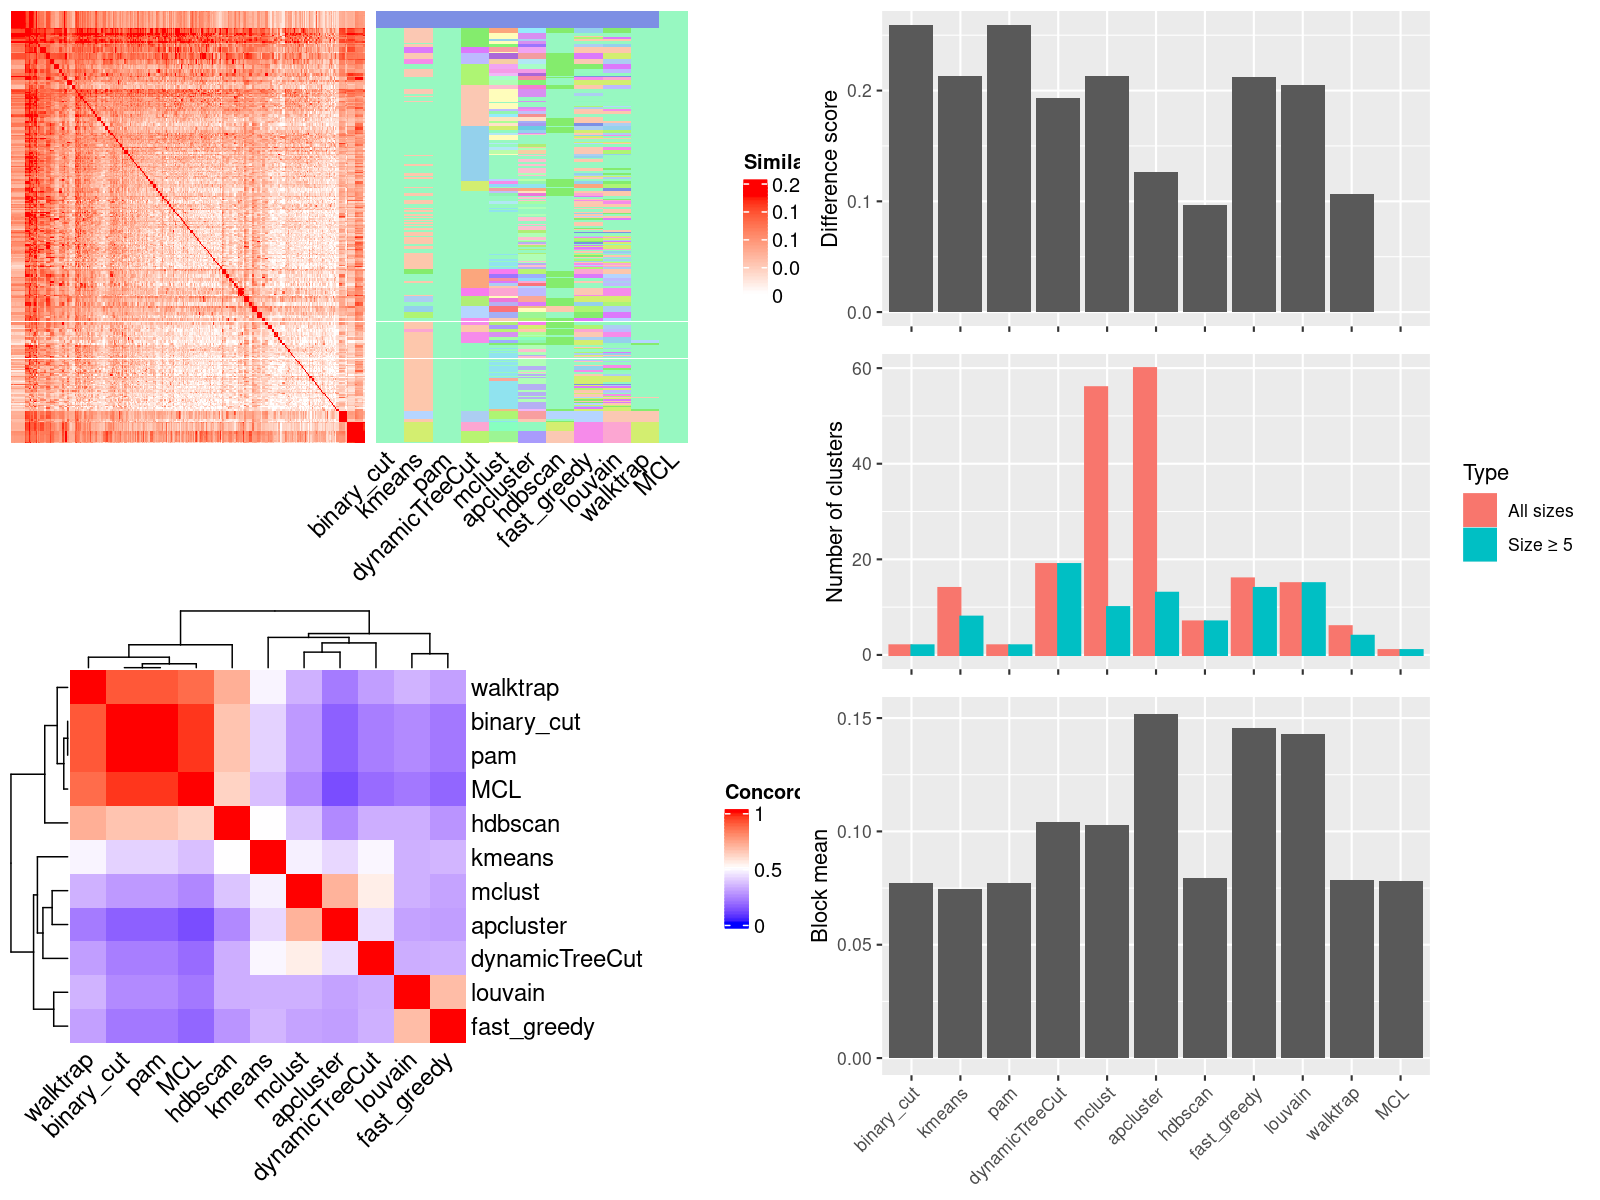 Simila
0.2
0.1
0.1
0.0
0
binary_cut
kmeans
pam
dynamicTreeCut
mclust
apcluster
hdbscan
fast_greedy
louvain
walktrap
MCL
walktrap
binary_cut
pam
MCL
hdbscan
kmeans
mclust
apcluster
dynamicTreeCut
louvain
fast_greedy
walktrap
binary_cut
pam
MCL
hdbscan
kmeans
mclust
apcluster
dynamicTreeCut
louvain
fast_greedy
Concord
1
0.5
0
Difference score
0.2
0.1
0.0
Number of clusters
60
40
20
0
Type
All sizes
Size ≥ 5
Block mean
0.15
0.10
0.05
0.00
binary_cut
kmeans
pam
dynamicTreeCut
mclust
apcluster
hdbscan
fast_greedy
louvain
walktrap
MCL